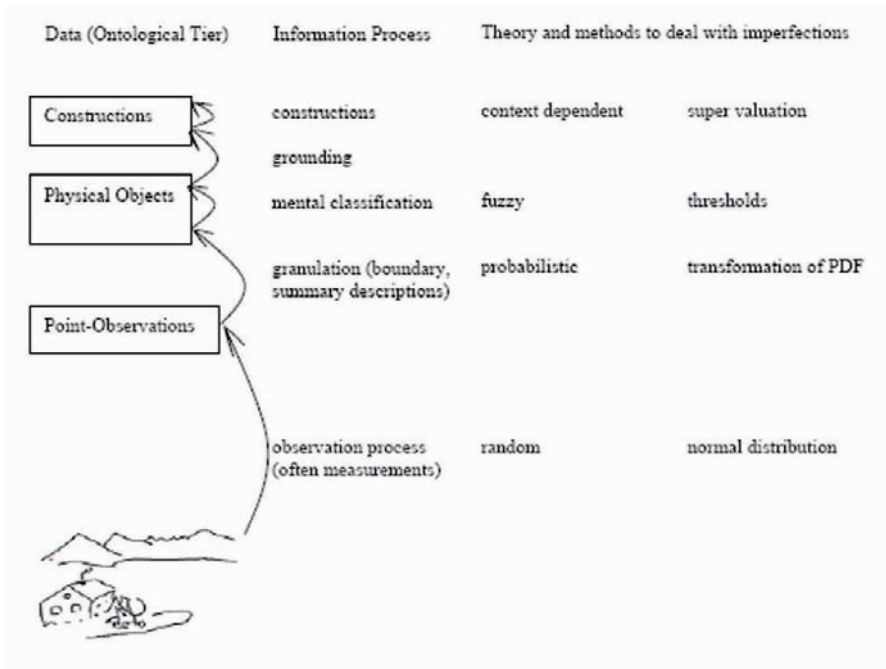 Data (Ontological Tier) Information Process Theory and methods to deal with imperfections
Constructions constructions context dependent super valuation
grounding
Physical Objects mental classification fuzzy thresholds
granulation (boundary, probabilistic transformation of PDF
summary descriptions)
Point-Observations
observation process random normal distribution
(often measurements)